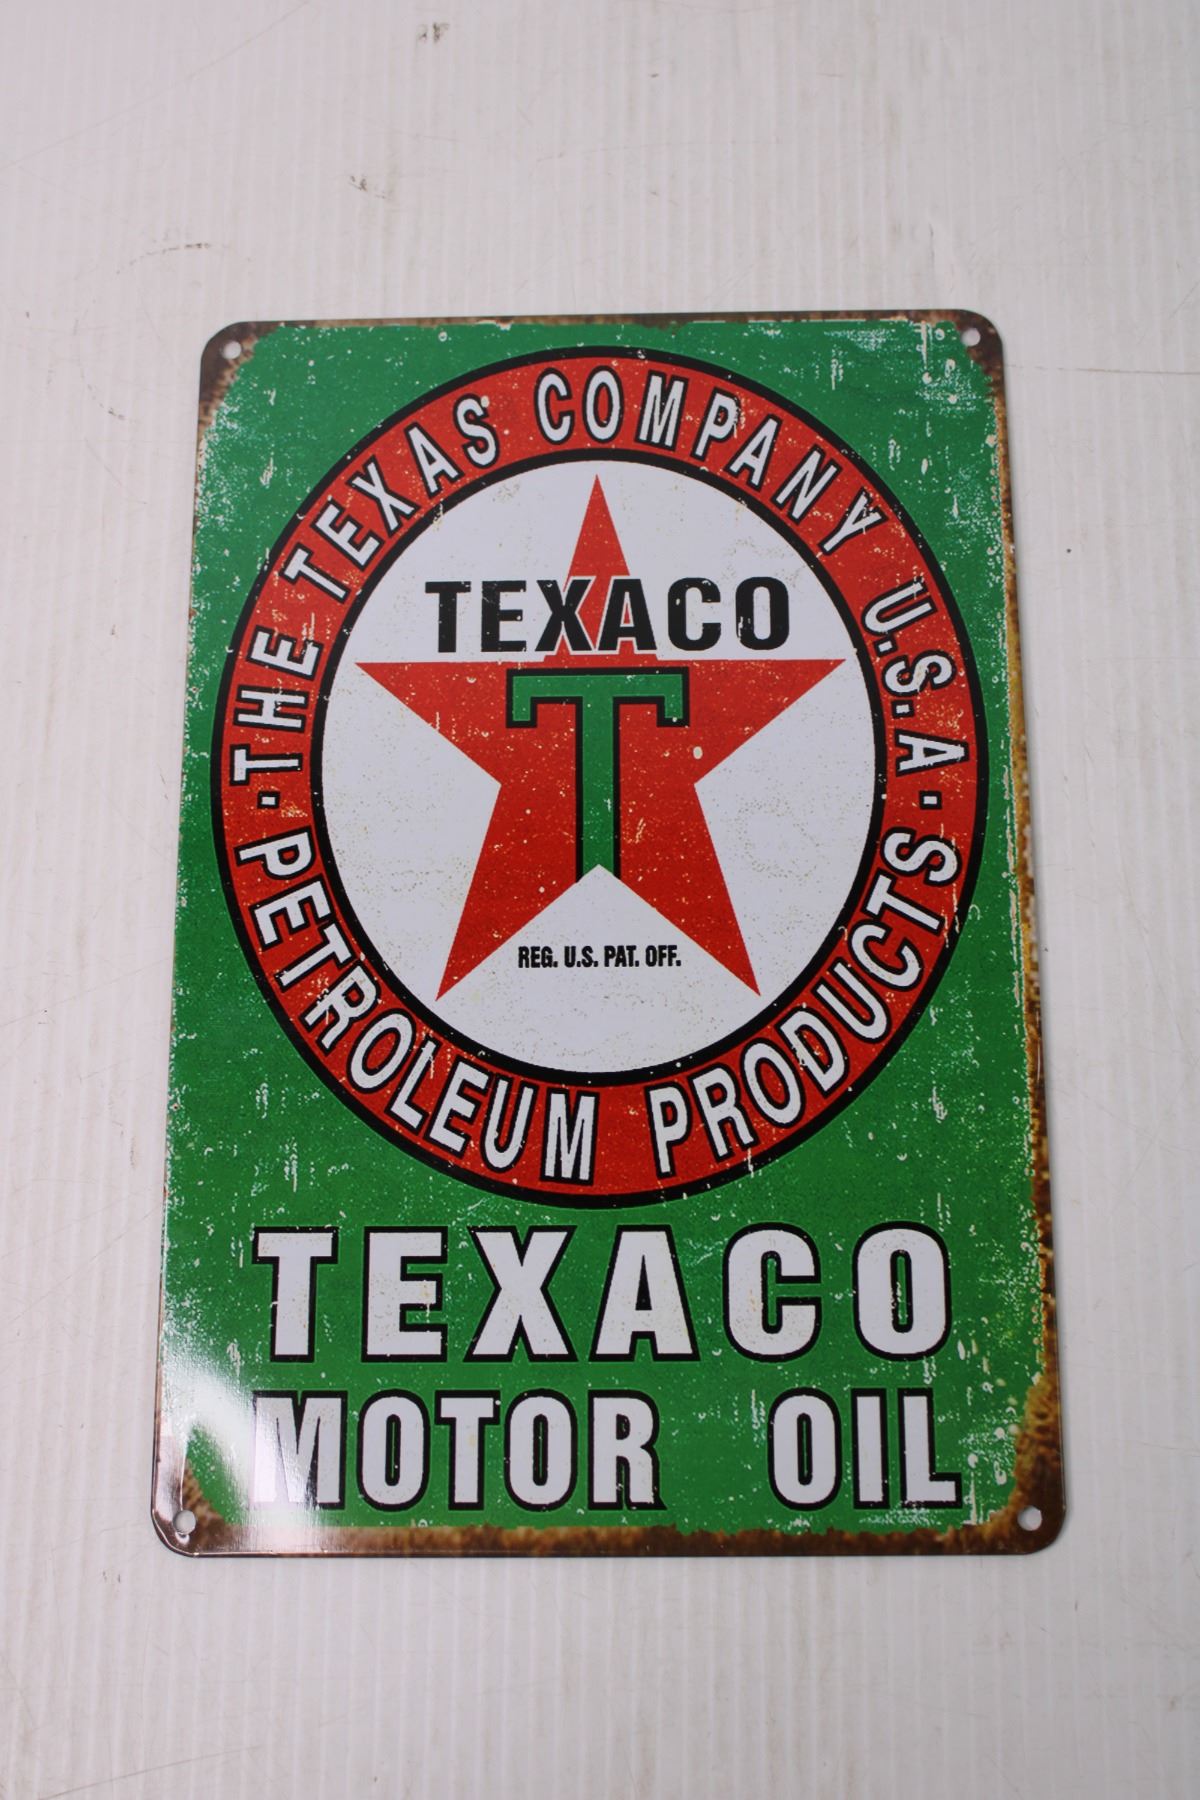 ·THE TEXAS COMPANY U.S.A·
PETROLEUM PRODUCTS
TEXACO
T
REG. U.S. PAT. OFF.
TEXACO
MOTOR OIL